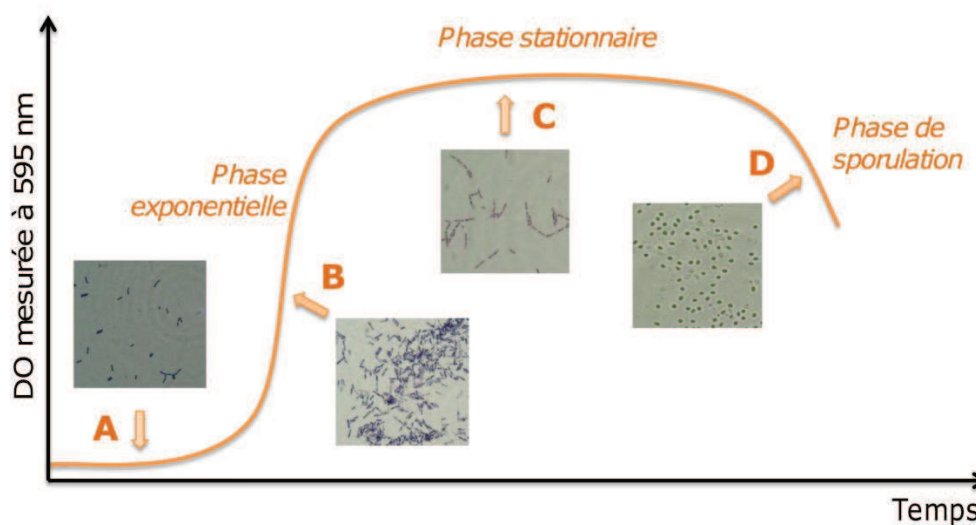 DO mesurée à 595 nm
Phase stationnaire
C
Phase de
sporulation
D
Phase
exponentielle
B
A
Temps